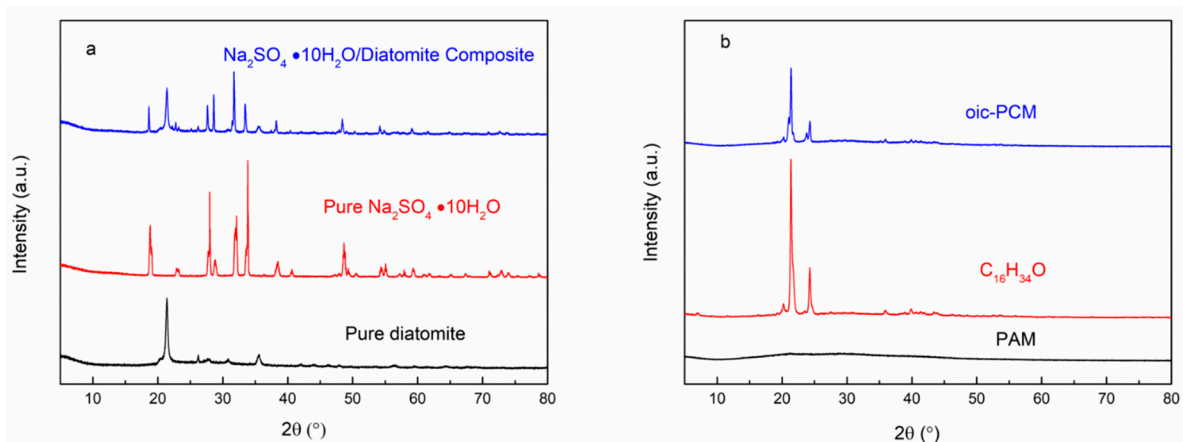 a
Na₂SO₄ •10H₂O/Diatomite Composite
Pure Na₂SO₄ •10H₂O
Pure diatomite
Intensity (a.u.)
10 20 30 40 50 60 70 80
2θ (°)
b
oic-PCM
C₁₆H₃₄O
PAM
Intensity (a.u.)
10 20 30 40 50 60 70 80
2θ (°)